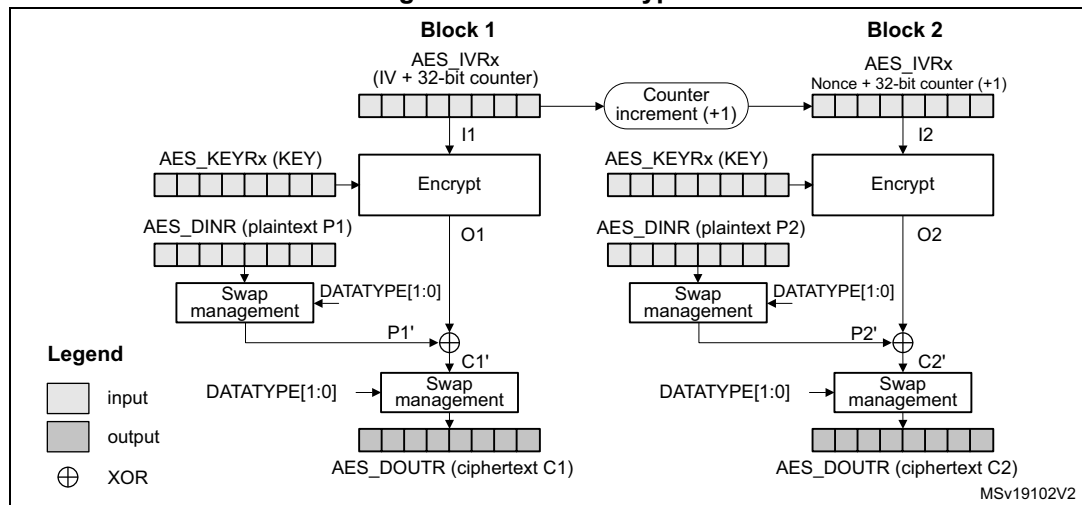 Block 1
Block 2
AES_IVRx
(IV + 32-bit counter)
AES_IVRx
Nonce + 32-bit counter (+1)
Counter
increment (+1)
I1
I2
AES_KEYRx (KEY)
AES_KEYRx (KEY)
Encrypt
Encrypt
AES_DINR (plaintext P1)
AES_DINR (plaintext P2)
O1
O2
Swap
management
DATATYPE[1:0]
Swap
management
DATATYPE[1:0]
P1'
P2'
Legend
C1'
C2'
input
DATATYPE[1:0]
Swap
management
DATATYPE[1:0]
Swap
management
output
XOR
AES_DOUTR (ciphertext C1)
AES_DOUTR (ciphertext C2)
MSv19102V2